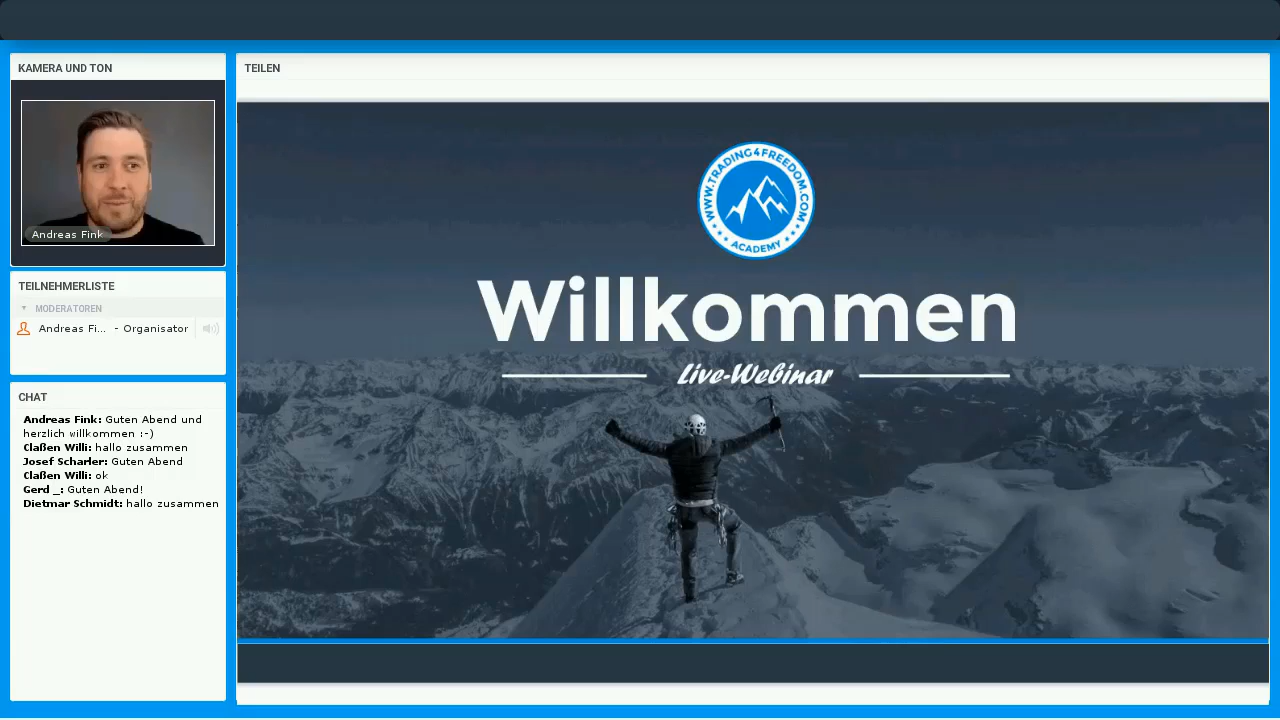 KAMERA UND TON
Andreas Fink
TEILNEHMERLISTE
MODERATOREN
Andreas Fi... - Organisator
CHAT
Andreas Fink: Guten Abend und
herzlich willkommen :-)
Claßen Willi: hallo zusammen
Josef Scharler: Guten Abend
Claßen Willi: ok
Gerd _: Guten Abend!
Dietmar Schmidt: hallo zusammen
TEILEN
WWW.TRADING4FREEDOM.COM
ACADEMY
Willkommen
Live-Webinar